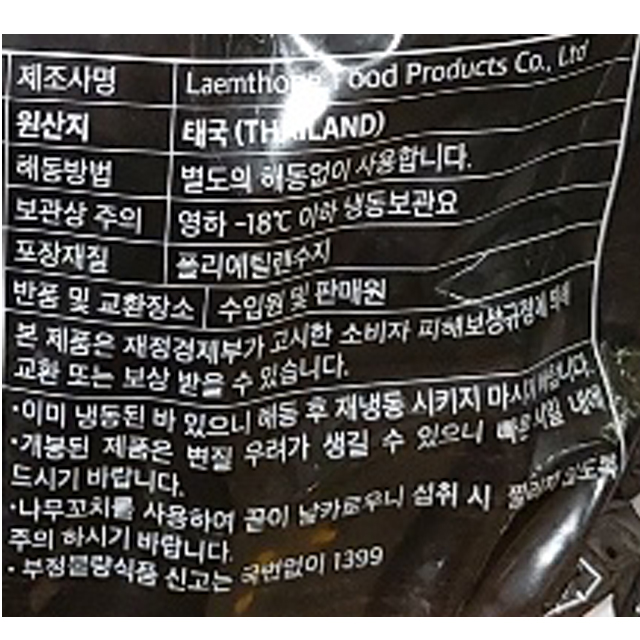 제조사명 Laemthong Food Products Co., Ltd
원산지 태국 (THAILAND)
해동방법 별도의 해동없이 사용합니다.
보관상 주의 영하 -18℃ 이하 냉동보관요
포장재질 폴리에틸렌수지
반품 및 교환장소 수입원 및 판매원
본 제품은 재정경제부가 고시한 소비자 피해보상규정에 의해
교환 또는 보상 받을 수 있습니다.
·이미 냉동된 바 있으니 해동 후 재냉동 시키지 마시기 바랍니다.
·개봉된 제품은 변질 우려가 생길 수 있으니 빠른 시일 내에
드시기 바랍니다.
·나무꼬치를 사용하여 끝이 날카로우니 섭취 시 찔리지 않도록
주의 하시기 바랍니다.
·부정불량식품 신고는 국번없이 1399